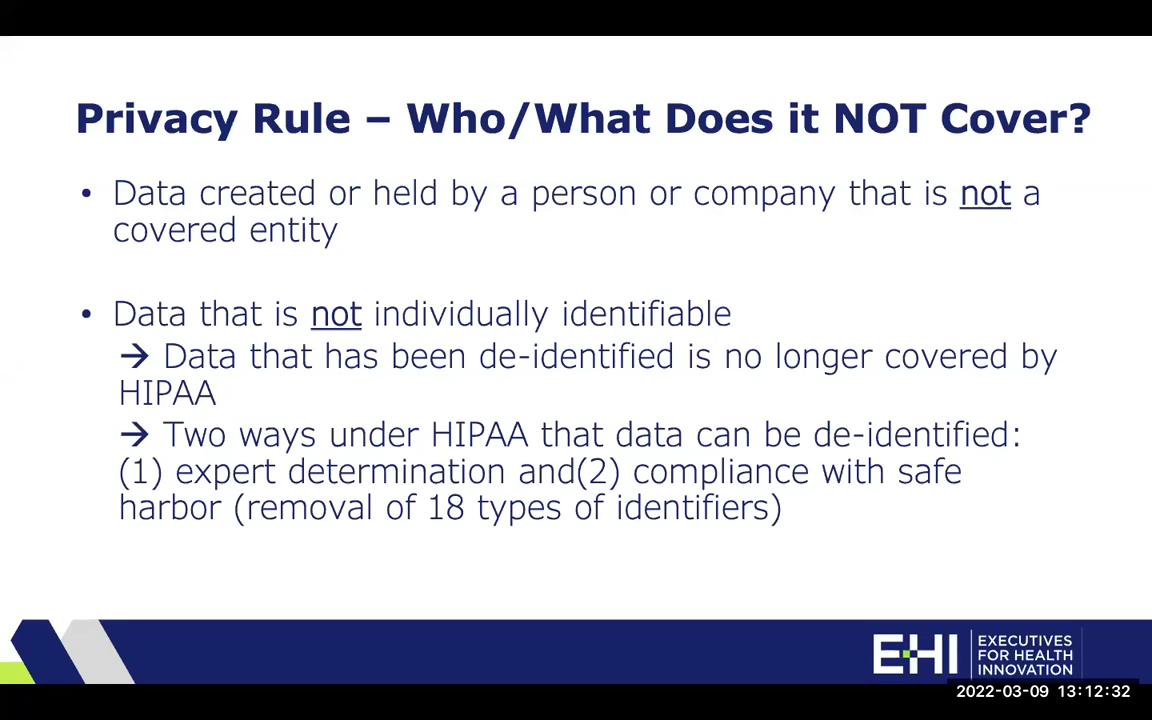 Privacy Rule – Who/What Does it NOT Cover?
• Data created or held by a person or company that is not a
covered entity
• Data that is not individually identifiable
→ Data that has been de-identified is no longer covered by
HIPAA
→ Two ways under HIPAA that data can be de-identified:
(1) expert determination and(2) compliance with safe
harbor (removal of 18 types of identifiers)
EHI
EXECUTIVES
FOR HEALTH
INNOVATION
2022-03-09 13:12:32